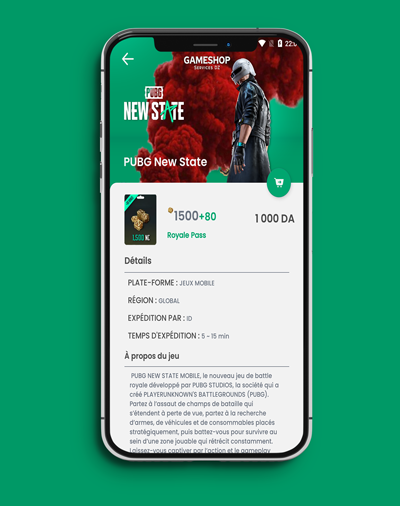 22:0
GAMESHOP
SERVICES DZ
PUBG
NEW STATE
PUBG New State
1500+80
1 000 DA
1.500 NC
Royale Pass
Détails
PLATE-FORME : JEUX MOBILE
RÉGION : GLOBAL
EXPÉDITION PAR : ID
TEMPS D'EXPÉDITION : 5 - 15 min
À propos du jeu
PUBG NEW STATE MOBILE, le nouveau jeu de battle
royale développé par PUBG STUDIOS, la société qui a
créé PLAYERUNKNOWN'S BATTLEGROUNDS (PUBG).
Partez à l'assaut de champs de bataille qui
s'étendent à perte de vue, partez à la recherche
d'armes, de véhicules et de consommables placés
stratégiquement, puis battez-vous pour survivre au
sein d'une zone jouable qui rétrécit constamment.
Laissez-vous captiver par l'action et le gameplay